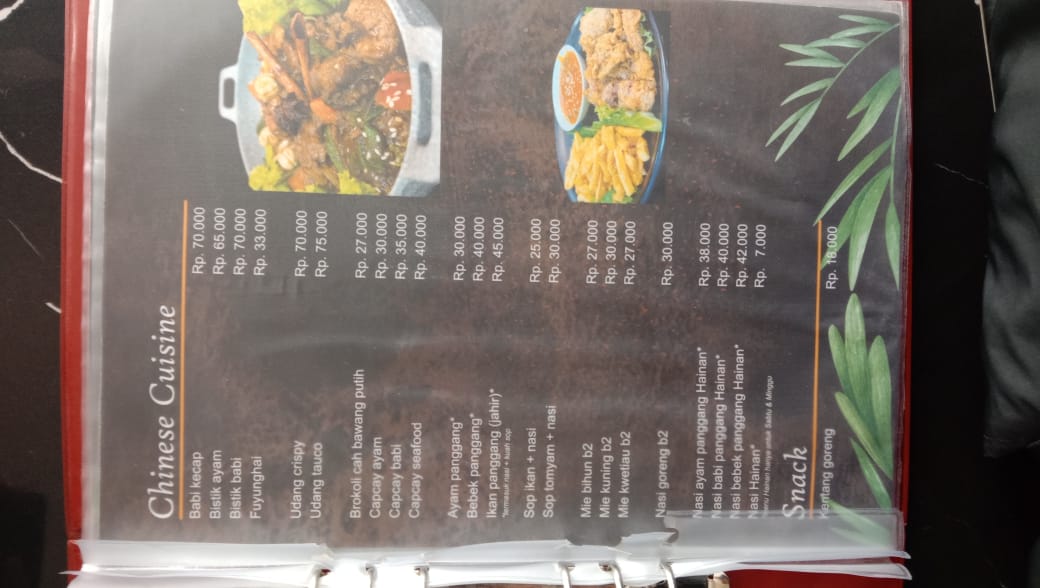 Chinese Cuisine
Babi kecap Rp. 70.000
Bistik ayam Rp. 65.000
Bistik babi Rp. 70.000
Fuyunghai Rp. 33.000
Udang crispy Rp. 70.000
Udang tauco Rp. 75.000
Brokoli cah bawang putih Rp. 27.000
Capcay ayam Rp. 30.000
Capcay babi Rp. 35.000
Capcay seafood Rp. 40.000
Ayam panggang* Rp. 30.000
Bebek panggang* Rp. 40.000
Ikan panggang (jahir)* Rp. 45.000
*termasuk nasi + kuah sop
Sop ikan + nasi Rp. 25.000
Sop tomyam + nasi Rp. 30.000
Mie bihun b2 Rp. 27.000
Mie kuning b2 Rp. 30.000
Mie kwetiau b2 Rp. 27.000
Nasi goreng b2 Rp. 30.000
Nasi ayam panggang Hainan* Rp. 38.000
Nasi babi panggang Hainan* Rp. 40.000
Nasi bebek panggang Hainan* Rp. 42.000
Nasi Hainan* Rp. 7.000
menu Hainan hanya untuk Sabtu & Minggu
Snack
Kentang goreng Rp. 18.000